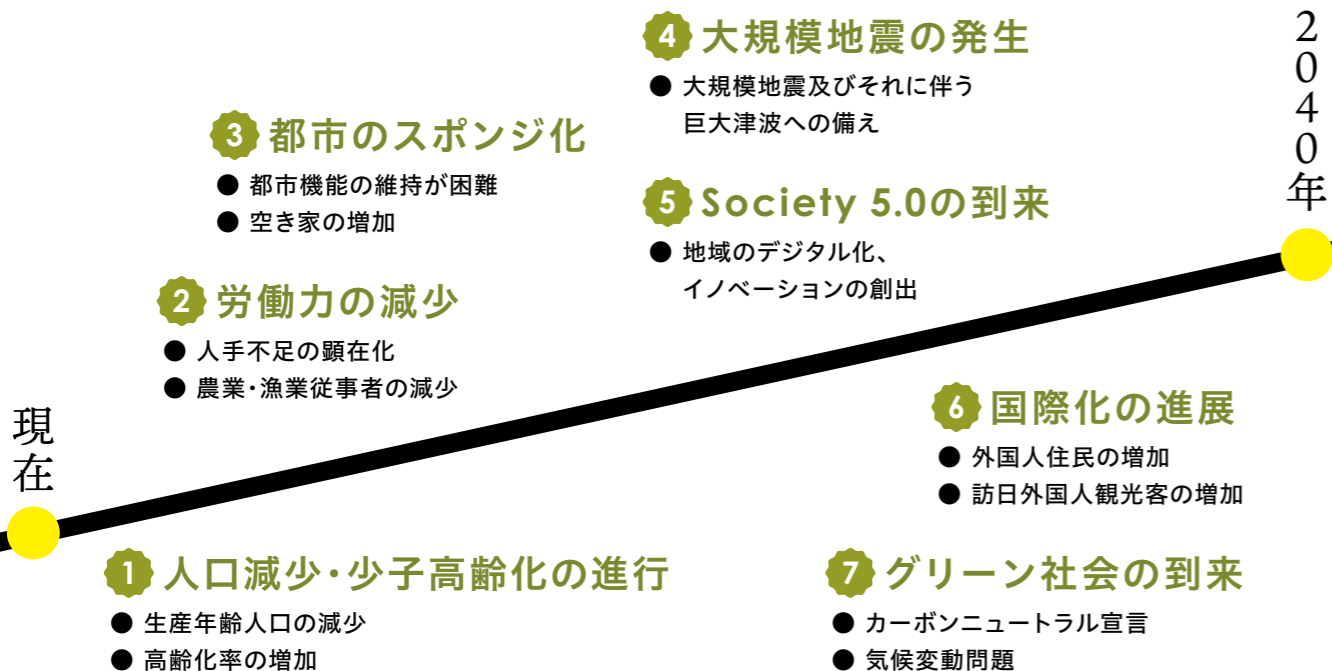 現在
2040年
1 人口減少・少子高齢化の進行
● 生産年齢人口の減少
● 高齢化率の増加
2 労働力の減少
● 人手不足の顕在化
● 農業・漁業従事者の減少
3 都市のスポンジ化
● 都市機能の維持が困難
● 空き家の増加
4 大規模地震の発生
● 大規模地震及びそれに伴う
巨大津波への備え
5 Society 5.0の到来
● 地域のデジタル化、
イノベーションの創出
6 国際化の進展
● 外国人住民の増加
● 訪日外国人観光客の増加
7 グリーン社会の到来
● カーボンニュートラル宣言
● 気候変動問題